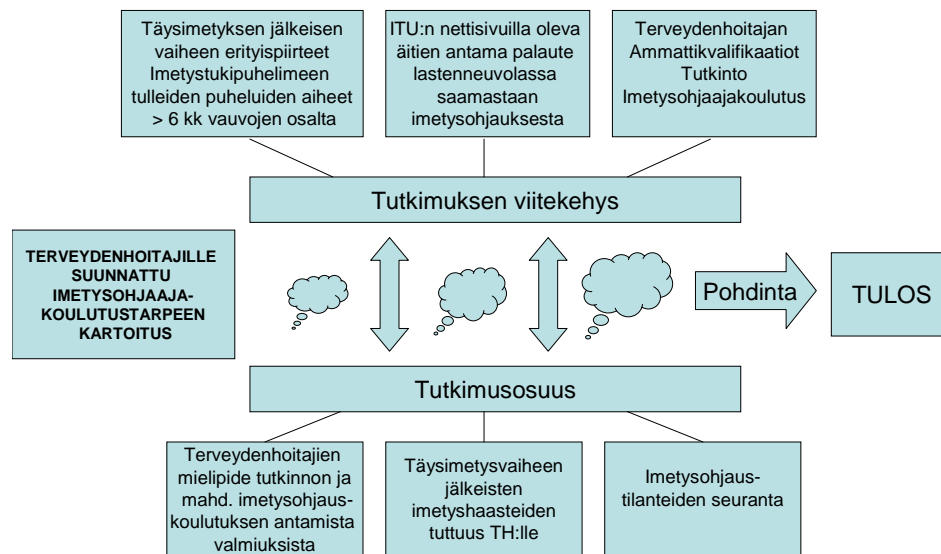 Täysimetyksen jälkeisen
vaiheen erityispiirteet
Imetystukipuhelimeen
tulleiden puheluiden aiheet
> 6 kk vauvojen osalta
ITU:n nettisivuilla oleva
äitien antama palaute
lastenneuvolassa
saamastaan
imetysohjauksesta
Terveydenhoitajan
Ammattikvalifikaatiot
Tutkinto
Imetysohjaajakoulutus
Tutkimuksen viitekehys
TERVEYDENHOITAJILLE
SUUNNATTU
IMETYSOHJAAJA-
KOULUTUSTARPEEN
KARTOITUS
Pohdinta
TULOS
Tutkimusosuus
Terveydenhoitajien
mielipide tutkinnon ja
mahd. imetysohjaus-
koulutuksen antamista
valmiuksista
Täysimetysvaiheen
jälkeisten
imetyshaasteiden
tuttuus TH:lle
Imetysohjaus-
tilanteiden seuranta